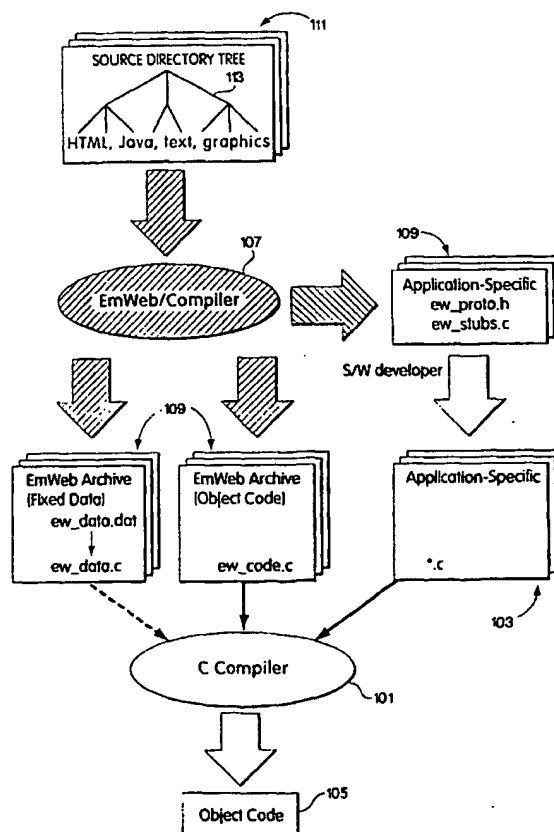 111
SOURCE DIRECTORY TREE
113
HTML, Java, text, graphics
107
EmWeb/Compiler
109
Application-Specific
ew_proto.h
ew_stubs.c
S/W developer
109
EmWeb Archive
(Fixed Data)
ew_data.dat
ew_data.c
EmWeb Archive
(Object Code)
ew_code.c
Application-Specific
*.c
103
C Compiler
101
105
Object Code